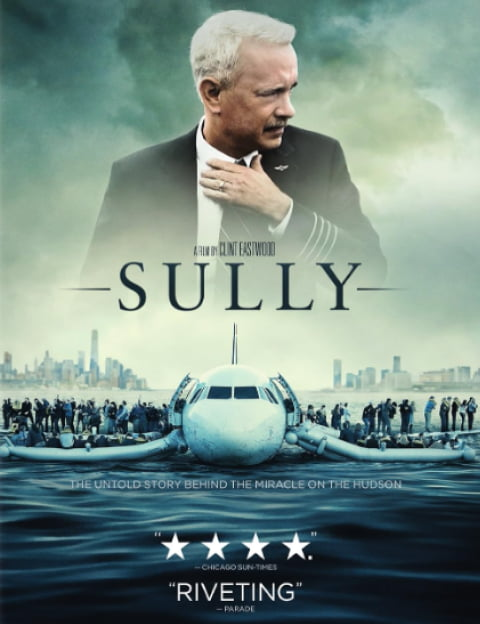 A FILM BY CLINT EASTWOOD
SULLY
THE UNTOLD STORY BEHIND THE MIRACLE ON THE HUDSON
"★★★★."
— CHICAGO SUN-TIMES
"RIVETING"
— PARADE